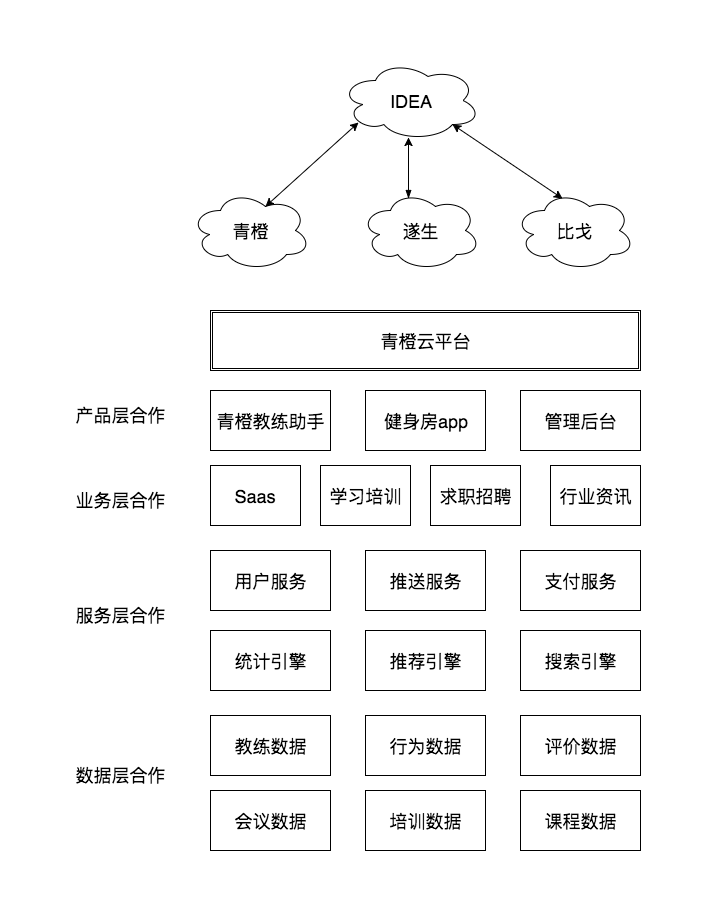 IDEA
青橙
遂生
比戈
青橙云平台
产品层合作
青橙教练助手
健身房app
管理后台
业务层合作
Saas
学习培训
求职招聘
行业资讯
服务层合作
用户服务
推送服务
支付服务
统计引擎
推荐引擎
搜索引擎
数据层合作
教练数据
行为数据
评价数据
会议数据
培训数据
课程数据